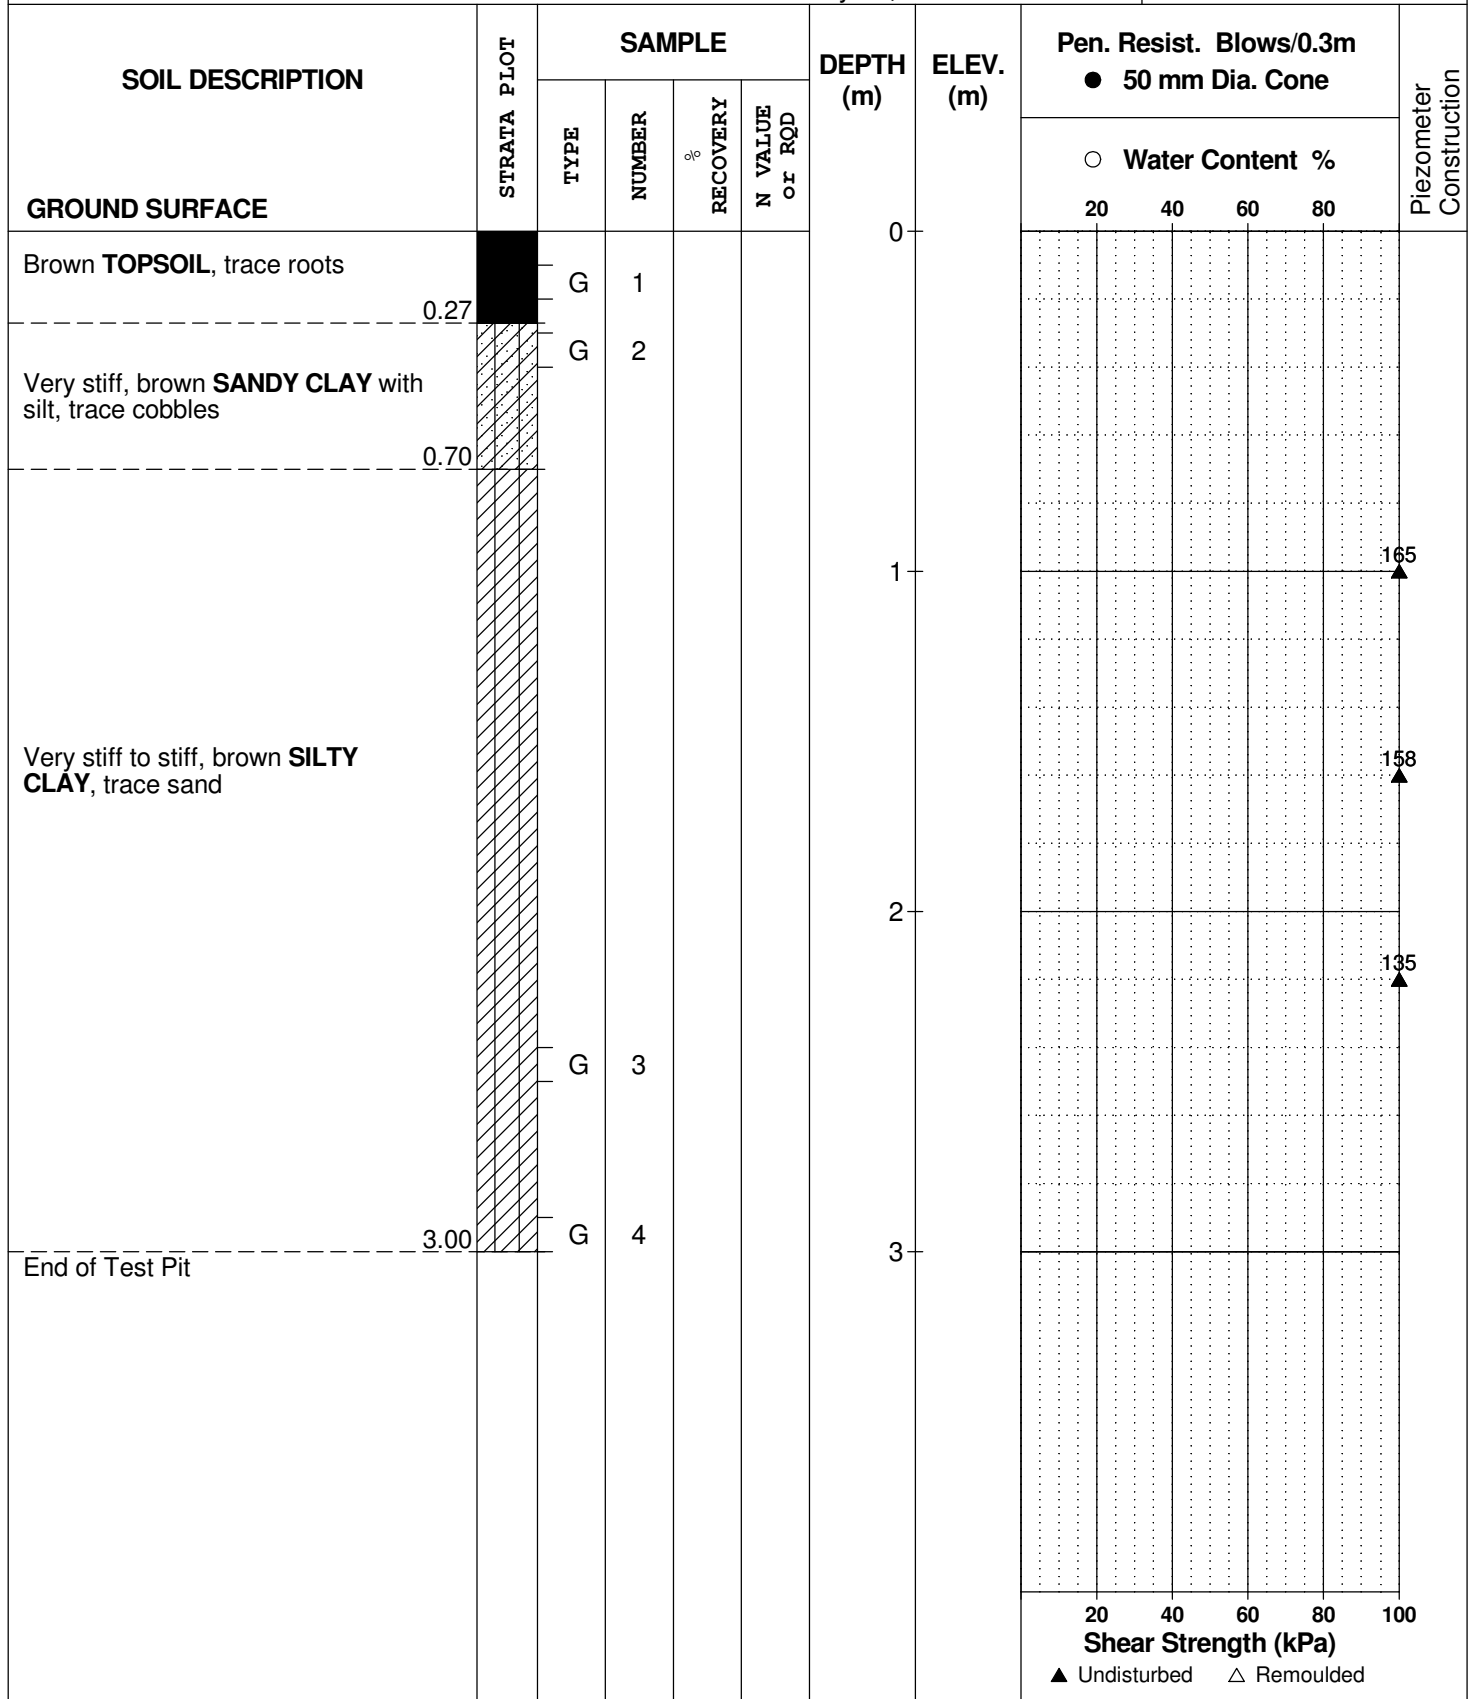 SOIL DESCRIPTION
GROUND SURFACE
STRATA PLOT
SAMPLE
TYPE
NUMBER
%
RECOVERY
N VALUE
or RQD
DEPTH
(m)
ELEV.
(m)
Pen. Resist. Blows/0.3m
● 50 mm Dia. Cone
○ Water Content %
20 40 60 80
Piezometer
Construction
0
Brown TOPSOIL, trace roots
0.27
G 1
G 2
Very stiff, brown SANDY CLAY with
silt, trace cobbles
0.70
165
1
Very stiff to stiff, brown SILTY
CLAY, trace sand
158
2
135
G 3
G 4
3.00
3
End of Test Pit
20 40 60 80 100
Shear Strength (kPa)
▲ Undisturbed △ Remoulded